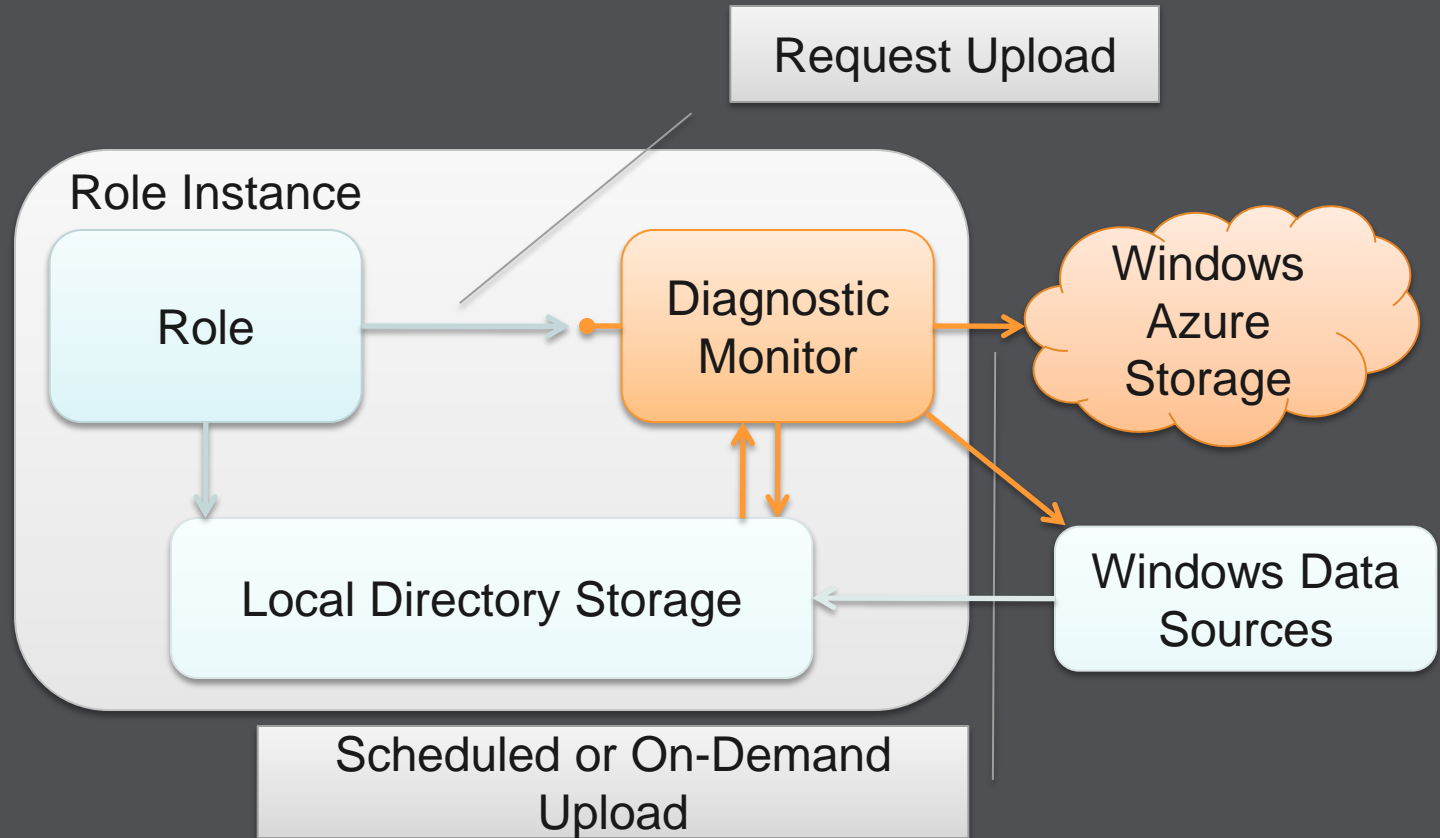 Request Upload
Role Instance
Role
Diagnostic
Monitor
Windows
Azure
Storage
Local Directory Storage
Windows Data
Sources
Scheduled or On-Demand
Upload